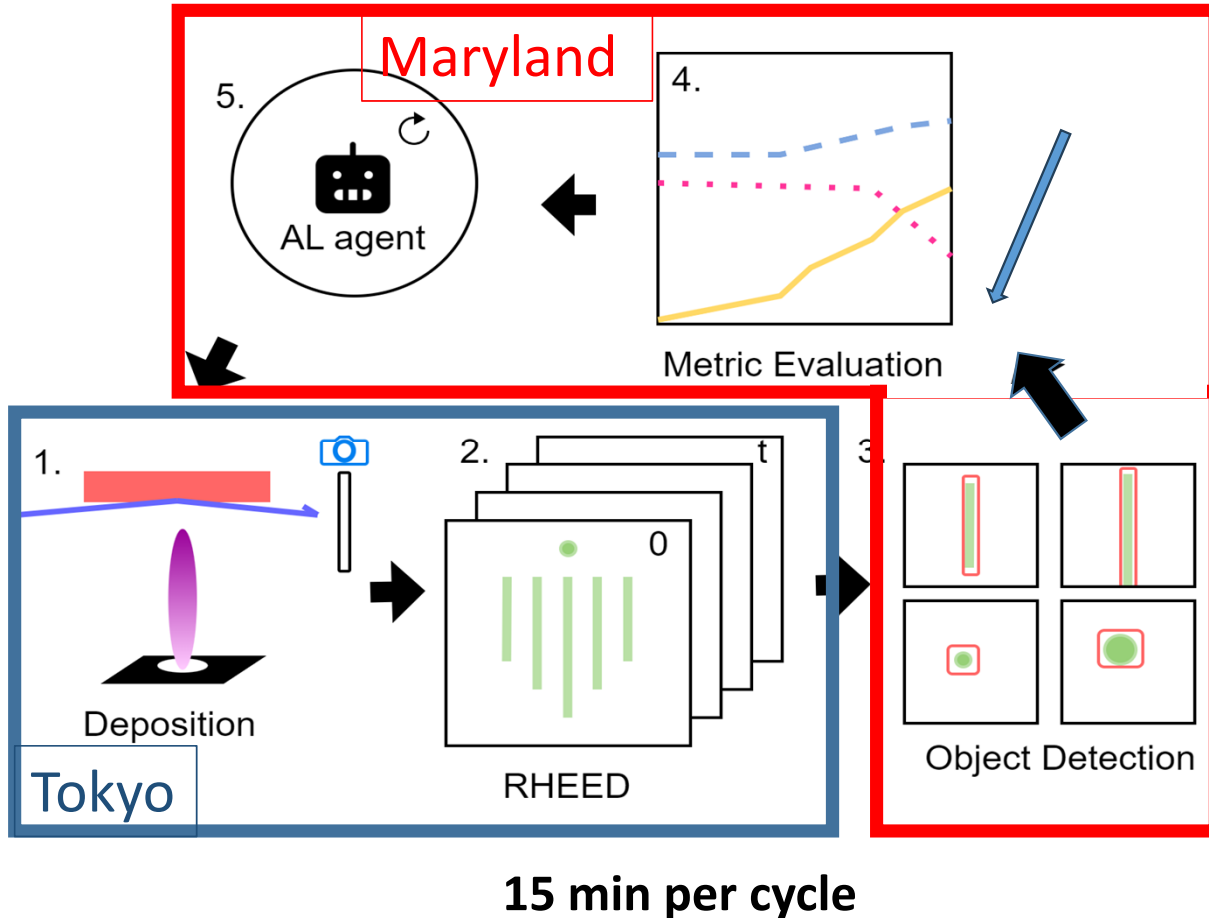 Maryland
5.
AL agent
4.
Metric Evaluation
1.
Deposition
Tokyo
2.
t
0
RHEED
3.
Object Detection
15 min per cycle